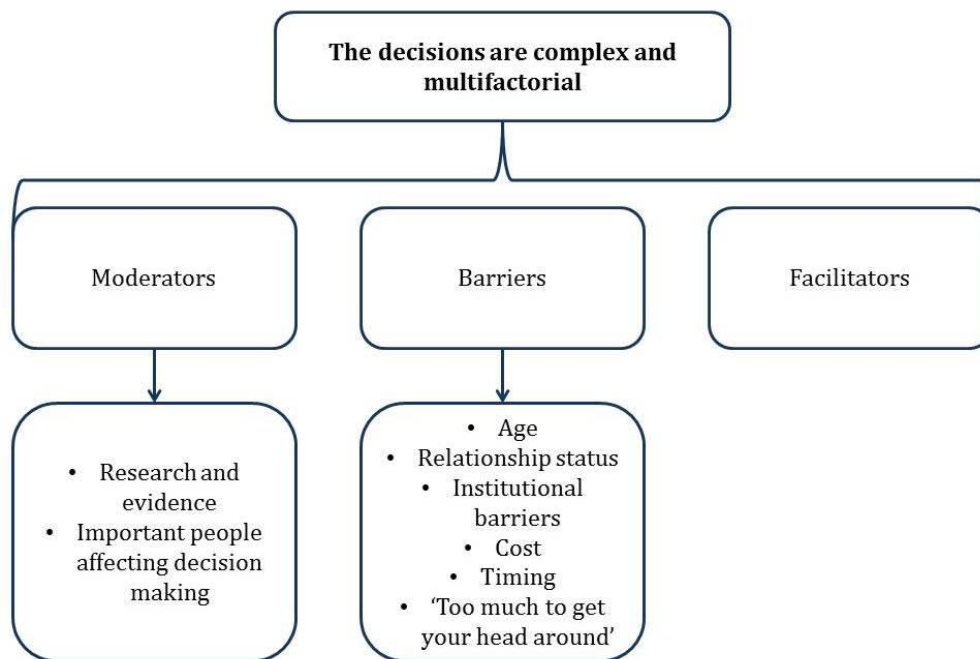 The decisions are complex and
multifactorial
Moderators
Barriers
Facilitators
• Research and
evidence
• Important people
affecting decision
making
• Age
• Relationship status
• Institutional
barriers
• Cost
• Timing
• ‘Too much to get
your head around’